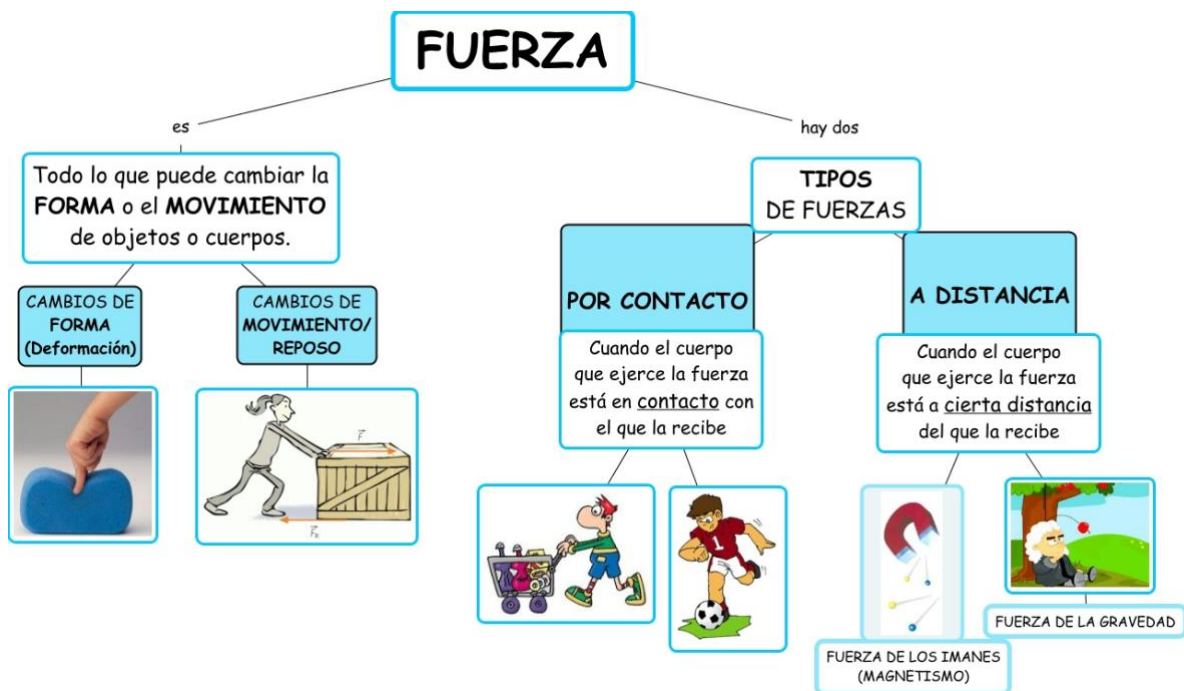 FUERZA
es
Todo lo que puede cambiar la
FORMA o el MOVIMIENTO
de objetos o cuerpos.
CAMBIOS DE
FORMA
(Deformación)
CAMBIOS DE
MOVIMIENTO/
REPOSO
F
FR
hay dos
TIPOS
DE FUERZAS
POR CONTACTO
Cuando el cuerpo
que ejerce la fuerza
está en contacto con
el que la recibe
1
A DISTANCIA
Cuando el cuerpo
que ejerce la fuerza
está a cierta distancia
del que la recibe
FUERZA DE LOS IMANES
(MAGNETISMO)
FUERZA DE LA GRAVEDAD